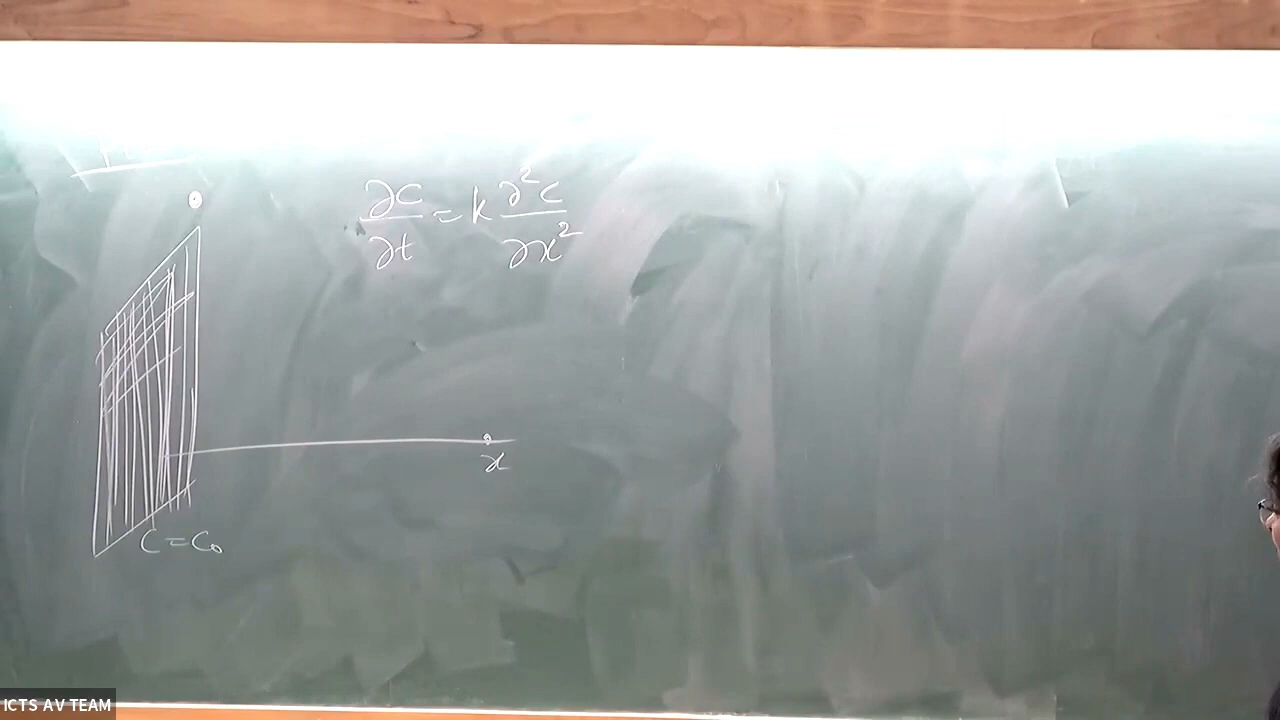 ∂c/∂t = k ∂²c/∂x²
x
C = C₀
ICTS AV TEAM